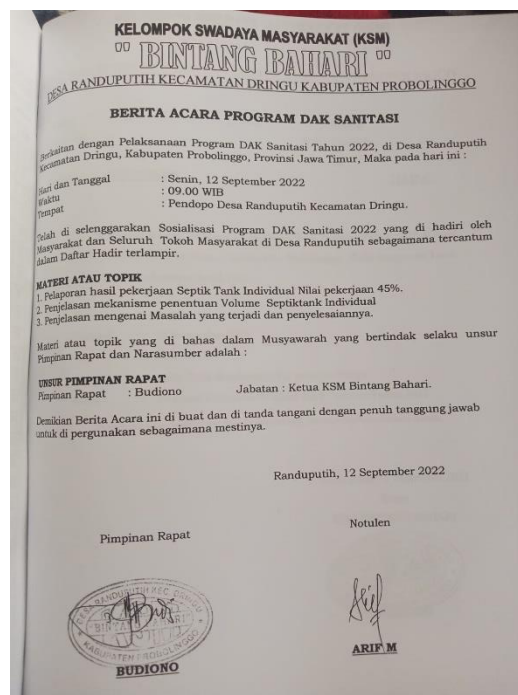 KELOMPOK SWADAYA MASYARAKAT (KSM)
" BINTANG BAHARI "
DESA RANDUPUTIH KECAMATAN DRINGU KABUPATEN PROBOLINGGO
BERITA ACARA PROGRAM DAK SANITASI
Berkaitan dengan Pelaksanaan Program DAK Sanitasi Tahun 2022, di Desa Randuputih
Kecamatan Dringu, Kabupaten Probolinggo, Provinsi Jawa Timur, Maka pada hari ini :
Hari dan Tanggal : Senin, 12 September 2022
Waktu : 09.00 WIB
Tempat : Pendopo Desa Randuputih Kecamatan Dringu.
Telah di selenggarakan Sosialisasi Program DAK Sanitasi 2022 yang di hadiri oleh
Masyarakat dan Seluruh Tokoh Masyarakat di Desa Randuputih sebagaimana tercantum
dalam Daftar Hadir terlampir.
MATERI ATAU TOPIK
1. Pelaporan hasil pekerjaan Septik Tank Individual Nilai pekerjaan 45%.
2. Penjelasan mekanisme penentuan Volume Septiktank Individual
3. Penjelasan mengenai Masalah yang terjadi dan penyelesaiannya.
Materi atau topik yang di bahas dalam Musyawarah yang bertindak selaku unsur
Pimpinan Rapat dan Narasumber adalah :
UNSUR PIMPINAN RAPAT
Pimpinan Rapat : Budiono Jabatan : Ketua KSM Bintang Bahari.
Demikian Berita Acara ini di buat dan di tanda tangani dengan penuh tanggung jawab
untuk di pergunakan sebagaimana mestinya.
Randuputih, 12 September 2022
Pimpinan Rapat
Notulen
DESA RANDUPUTIH KEC. DRINGU
KABUPATEN PROBOLINGGO
BUDIONO
ARIF M